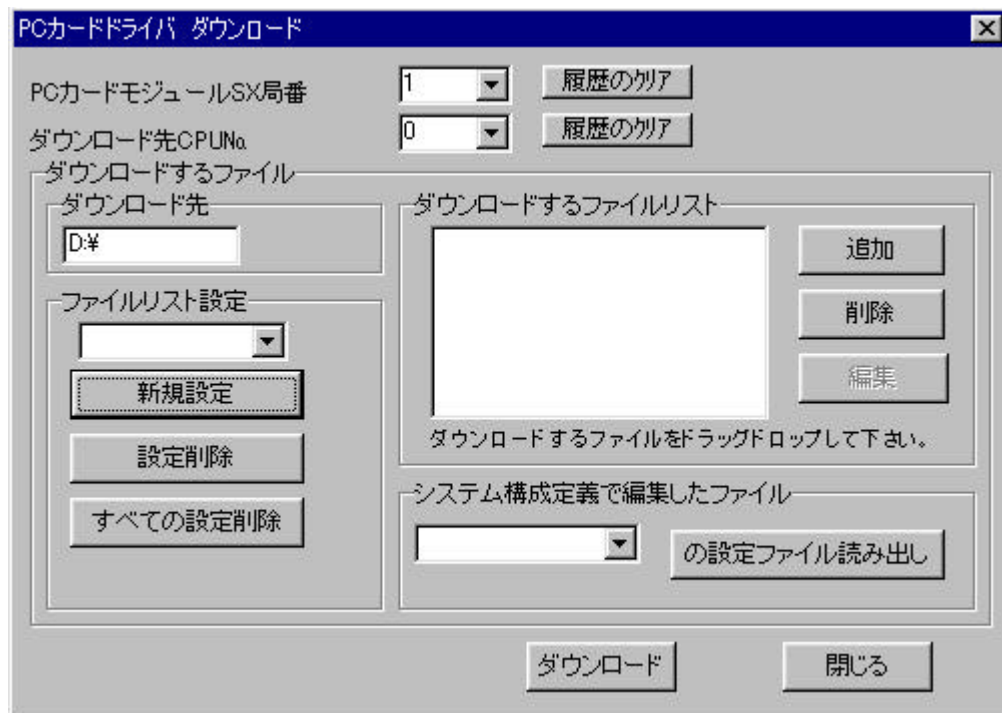 PCカードドライバ ダウンロード
PCカードモジュールSX局番
1
履歴のｸﾘｱ
ダウンロード先CPU№
0
履歴のｸﾘｱ
ダウンロードするファイル
ダウンロード先
D:¥
ファイルリスト設定
新規設定
設定削除
すべての設定削除
ダウンロードするファイルリスト
追加
削除
編集
ダウンロードするファイルをドラッグドロップして下さい。
システム構成定義で編集したファイル
の設定ファイル読み出し
ダウンロード
閉じる